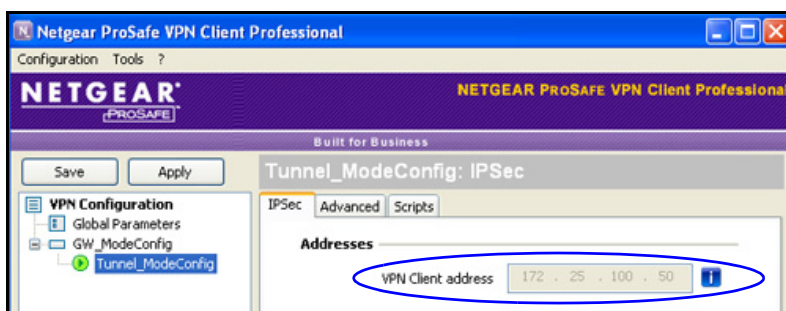 Netgear ProSafe VPN Client Professional
Configuration Tools ?
NETGEAR
PROSAFE
NETGEAR PROSAFE VPN Client Professional
Built for Business
Save Apply Tunnel_ModeConfig: IPSec
VPN Configuration
Global Parameters
GW_ModeConfig
Tunnel_ModeConfig
IPSec Advanced Scripts
Addresses
VPN Client address 172 . 25 . 100 . 50